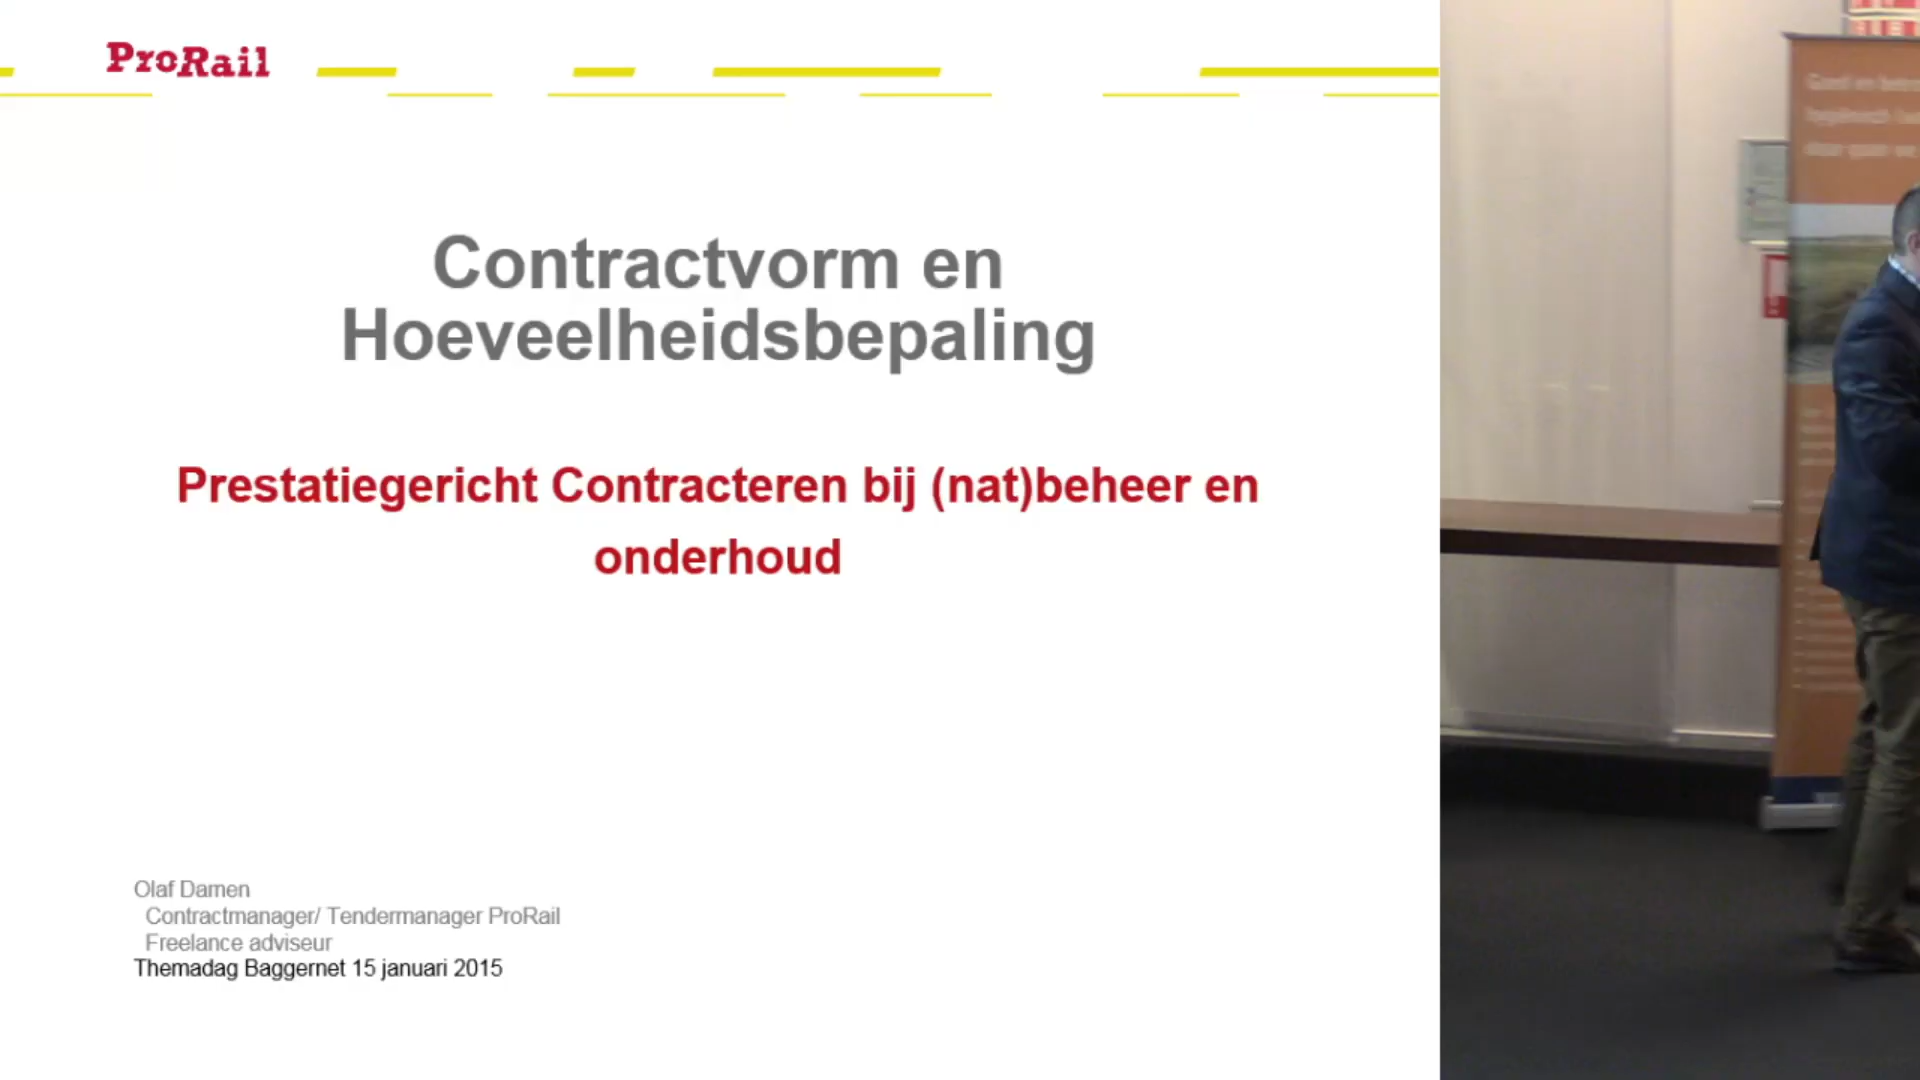 ProRail
Contractvorm en
Hoeveelheidsbepaling
Prestatiegericht Contracteren bij (nat)beheer en
onderhoud
Olaf Damen
Contractmanager/ Tendermanager ProRail
Freelance adviseur
Themadag Baggernet 15 januari 2015